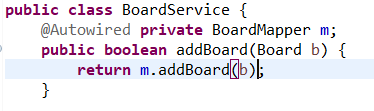 public class BoardService {
@Autowired private BoardMapper m;
public boolean addBoard(Board b) {
return m.addBoard(b);
}